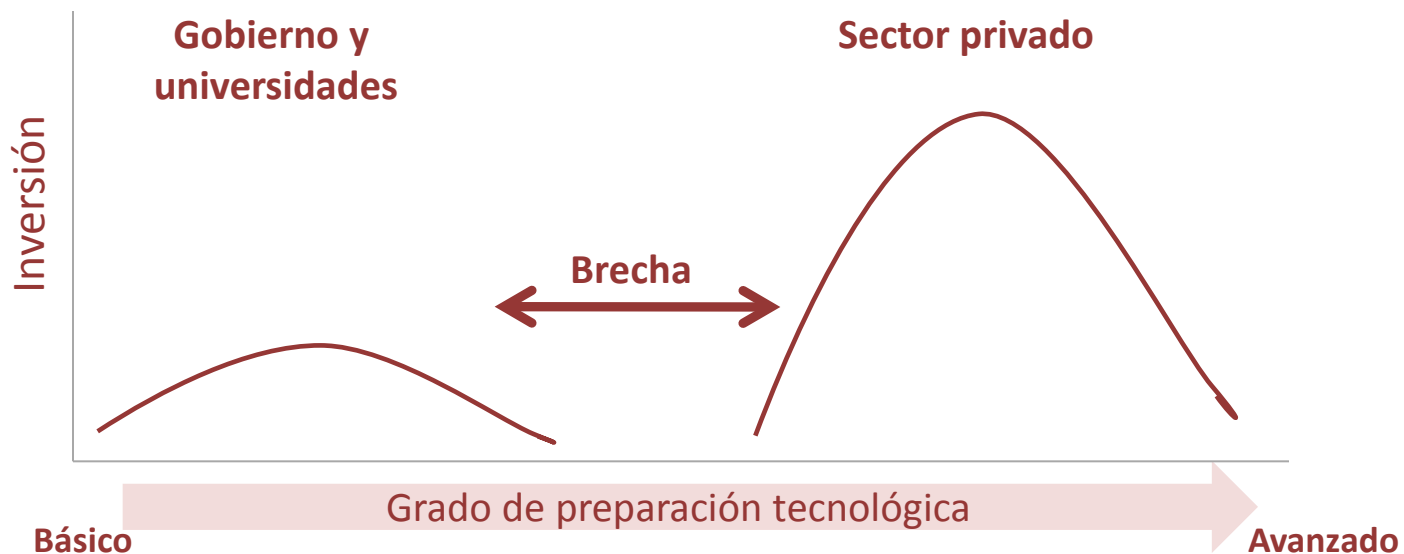 Gobierno y
universidades
Sector privado
Inversión
Brecha
Grado de preparación tecnológica
Básico
Avanzado